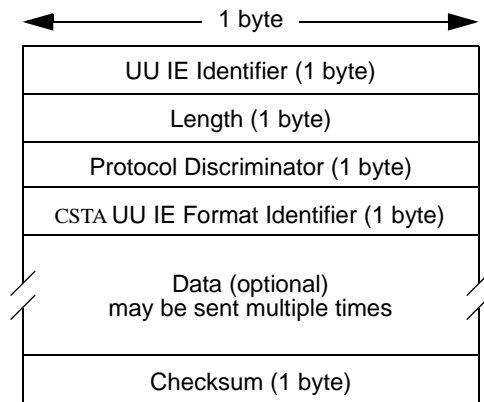 1 byte
UU IE Identifier (1 byte)
Length (1 byte)
Protocol Discriminator (1 byte)
CSTA UU IE Format Identifier (1 byte)
Data (optional)
may be sent multiple times
Checksum (1 byte)